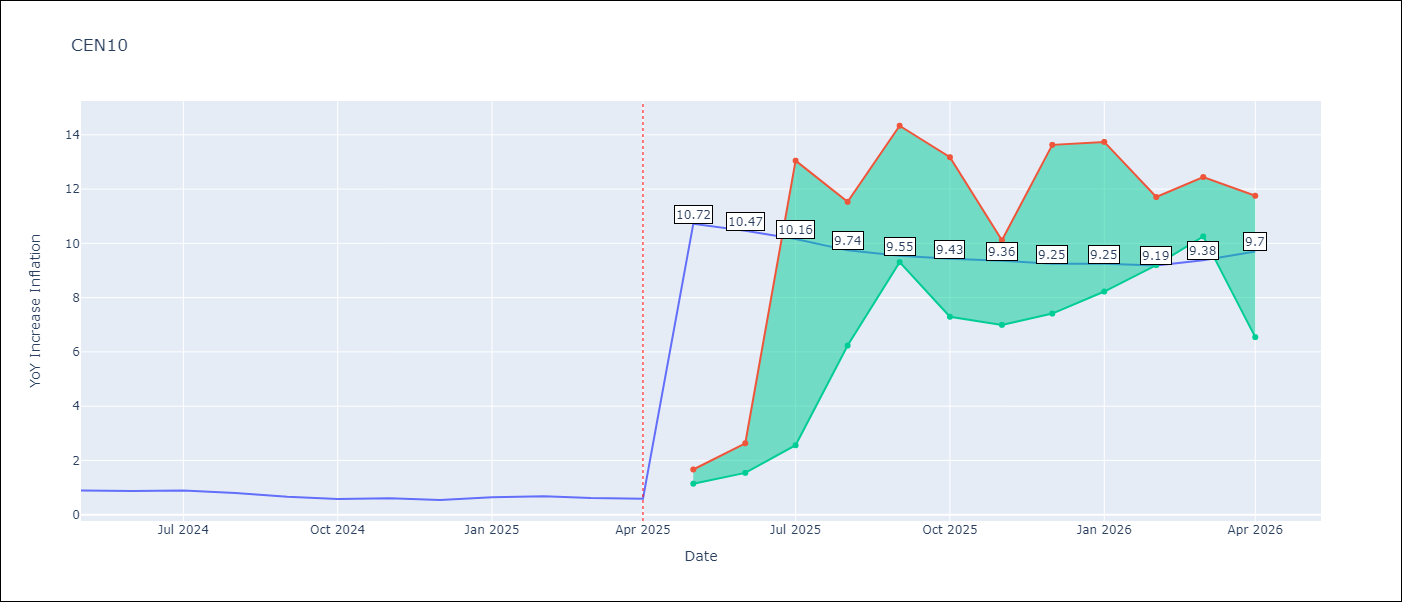 CEN10
14
12
10
8
6
4
2
0
YoY Increase Inflation
10.72
10.47
10.16
9.74
9.55
9.43
9.36
9.25
9.25
9.19
9.38
9.7
Jul 2024
Oct 2024
Jan 2025
Apr 2025
Jul 2025
Oct 2025
Jan 2026
Apr 2026
Date